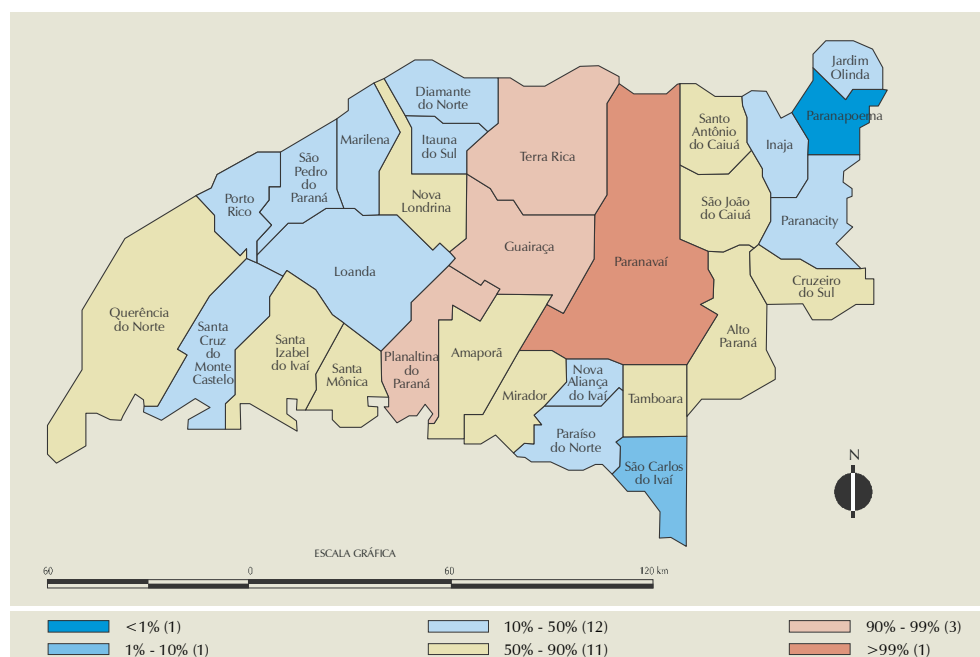 Jardim
Olinda
Diamante
do Norte
Paranapoema
Santo
Antônio
do Caiuá
Marilena
Itauna
do Sul
Inaja
São
Pedro
do
Paraná
Terra Rica
Porto
Rico
Nova
Londrina
São João
do Caiuá
Paranacity
Guairaça
Paranavaí
Loanda
Cruzeiro
do Sul
Querência
do Norte
Santa
Cruz
do
Monte
Castelo
Santa
Izabel
do Ivaí
Alto
Paraná
Planaltina
do
Paraná
Amaporã
Santa
Mônica
Nova
Aliança
do Ivaí
Mirador
Tamboara
Paraíso
do Norte
São Carlos
do Ivaí
N
ESCALA GRÁFICA
60 0 60 120 km
<1% (1) 10% - 50% (12) 90% - 99% (3)
1% - 10% (1) 50% - 90% (11) >99% (1)